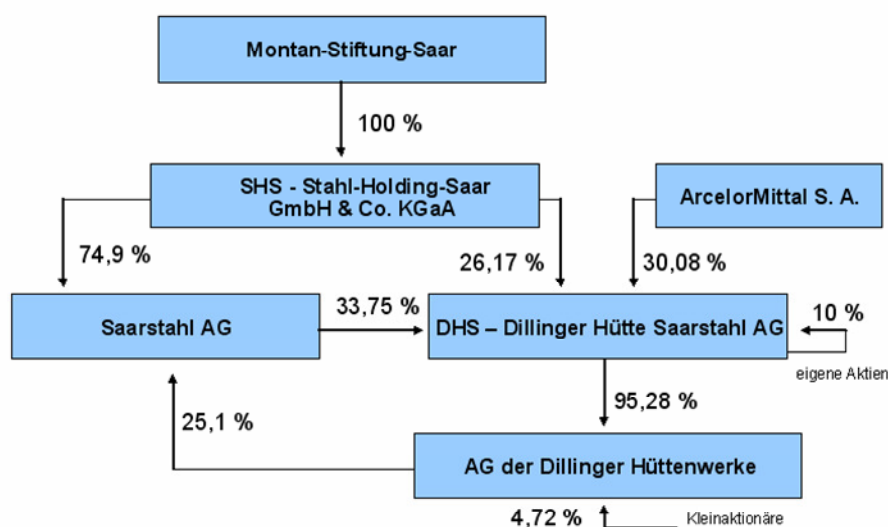 Montan-Stiftung-Saar
100 %
SHS - Stahl-Holding-Saar
GmbH & Co. KGaA
ArcelorMittal S. A.
74,9 %
26,17 %
30,08 %
Saarstahl AG
33,75 %
DHS – Dillinger Hütte Saarstahl AG
10 %
eigene Aktien
25,1 %
95,28 %
AG der Dillinger Hüttenwerke
4,72 %
Kleinaktionäre